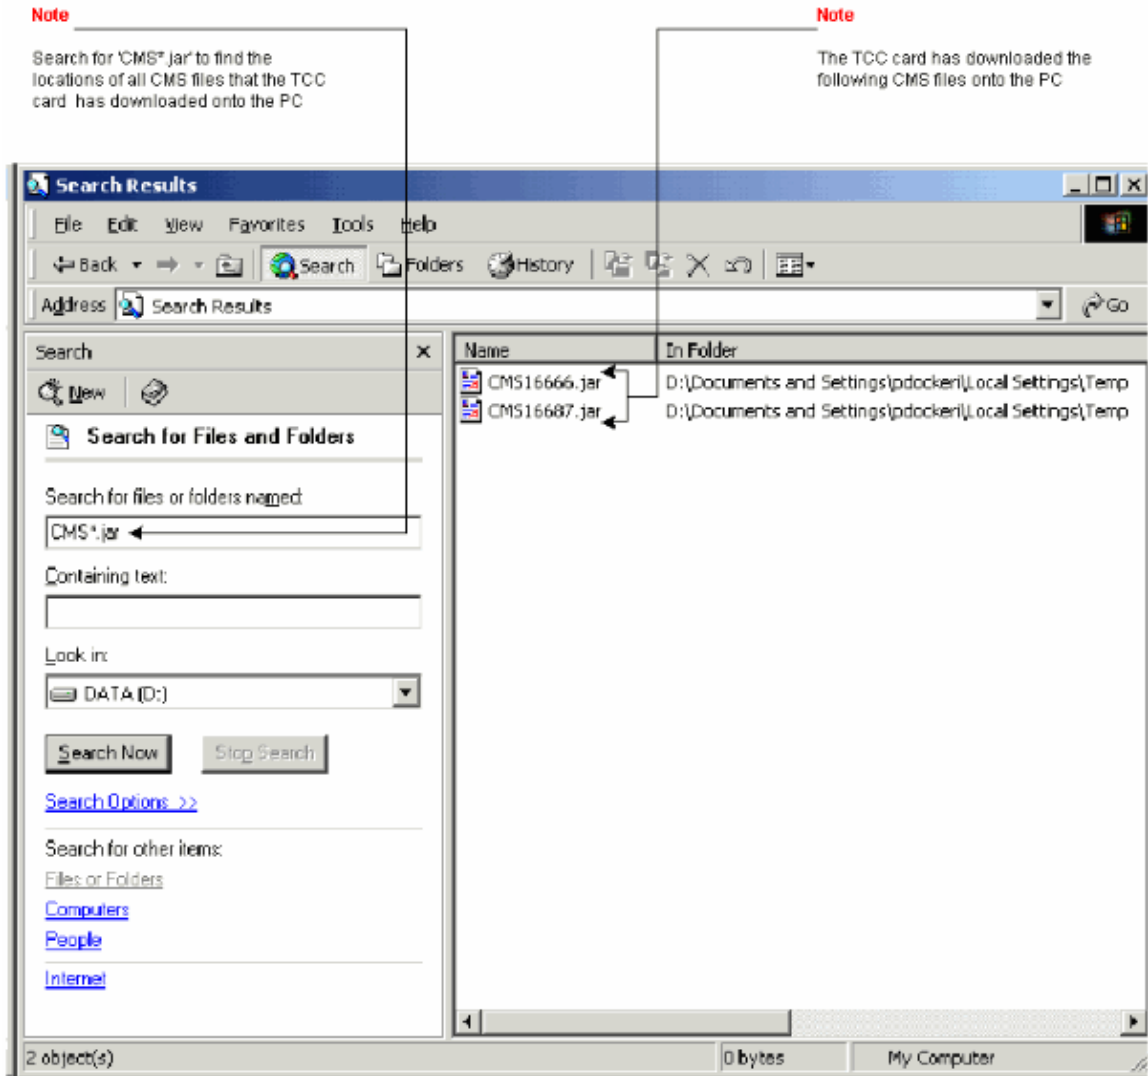 Note
Search for 'CMS*.jar' to find the
locations of all CMS files that the TCC
card has downloaded onto the PC
Note
The TCC card has downloaded the
following CMS files onto the PC
Search Results
File Edit View Favorites Tools Help
Back Search Folders History
Address Search Results Go
Search
New
Search for Files and Folders
Search for files or folders named:
CMS*.jar
Containing text:
Look in:
DATA (D:)
Search Now Stop Search
Search Options >>
Search for other items:
Files or Folders
Computers
People
Internet
Name In Folder
CMS16666.jar D:\Documents and Settings\pdockeri\Local Settings\Temp
CMS16687.jar D:\Documents and Settings\pdockeri\Local Settings\Temp
2 object(s) 0 bytes My Computer